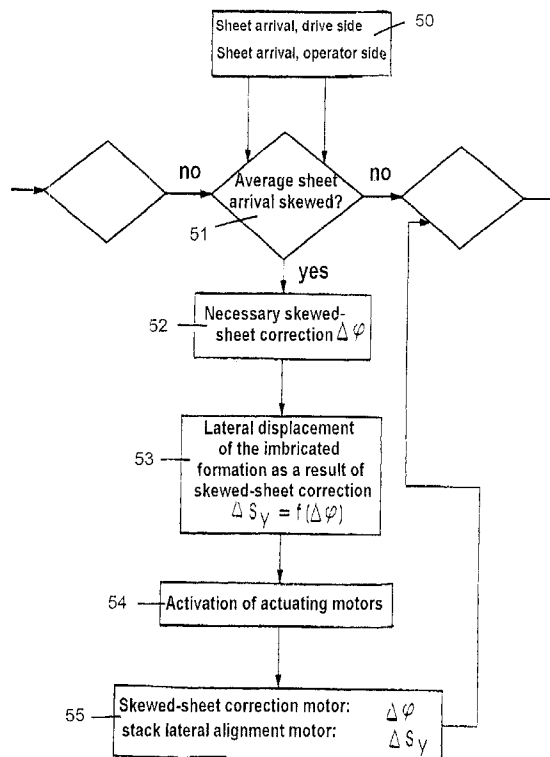 Sheet arrival, drive side
Sheet arrival, operator side
50
no
no
Average sheet
arrival skewed?
51
yes
52
Necessary skewed-
sheet correction Δφ
53
Lateral displacement
of the imbricated
formation as a result of
skewed-sheet correction
ΔSy = f(Δφ)
54
Activation of actuating motors
55
Skewed-sheet correction motor: Δφ
stack lateral alignment motor: ΔSy